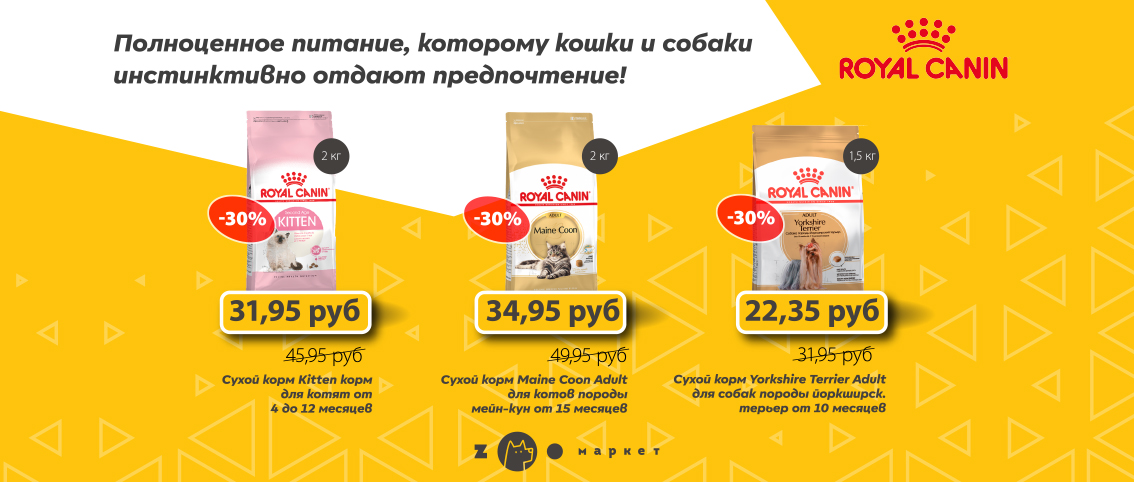 Полноценное питание, которому кошки и собаки
инстинктивно отдают предпочтение!
ROYAL CANIN
2 кг
ROYAL CANIN
KITTEN
-30%
31,95 руб
45,95 руб
Сухой корм Kitten корм
для котят от
4 до 12 месяцев
2 кг
ROYAL CANIN
ADULT
Maine Coon
-30%
34,95 руб
49,95 руб
Сухой корм Maine Coon Adult
для котов породы
мейн-кун от 15 месяцев
1,5 кг
ROYAL CANIN
ADULT
Yorkshire
Terrier
-30%
22,35 руб
31,95 руб
Сухой корм Yorkshire Terrier Adult
для собак породы йоркширск.
терьер от 10 месяцев
ZOO маркет